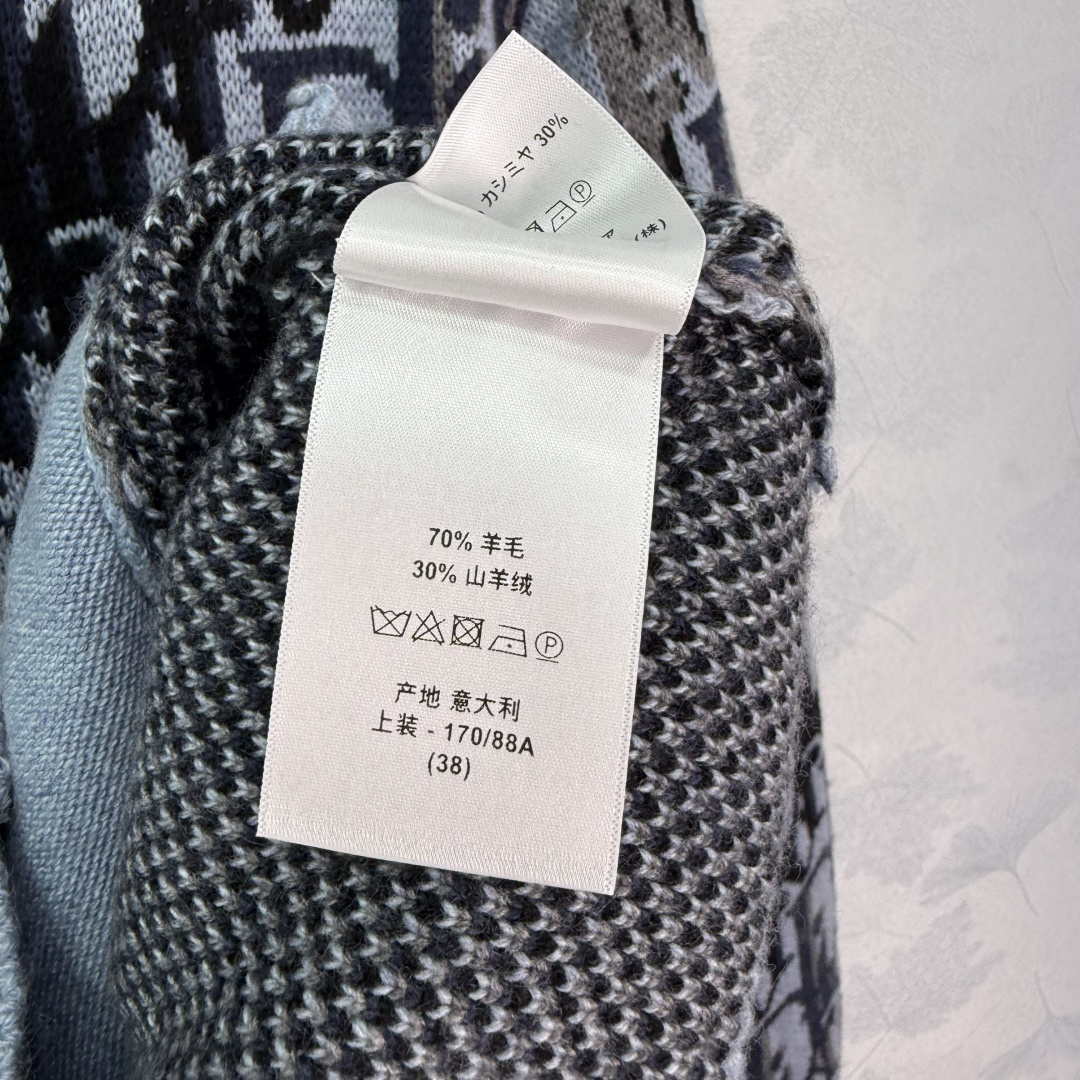 カシミヤ 30%
(株)
70% 羊毛
30% 山羊绒
P
产地 意大利
上装 - 170/88A
(38)